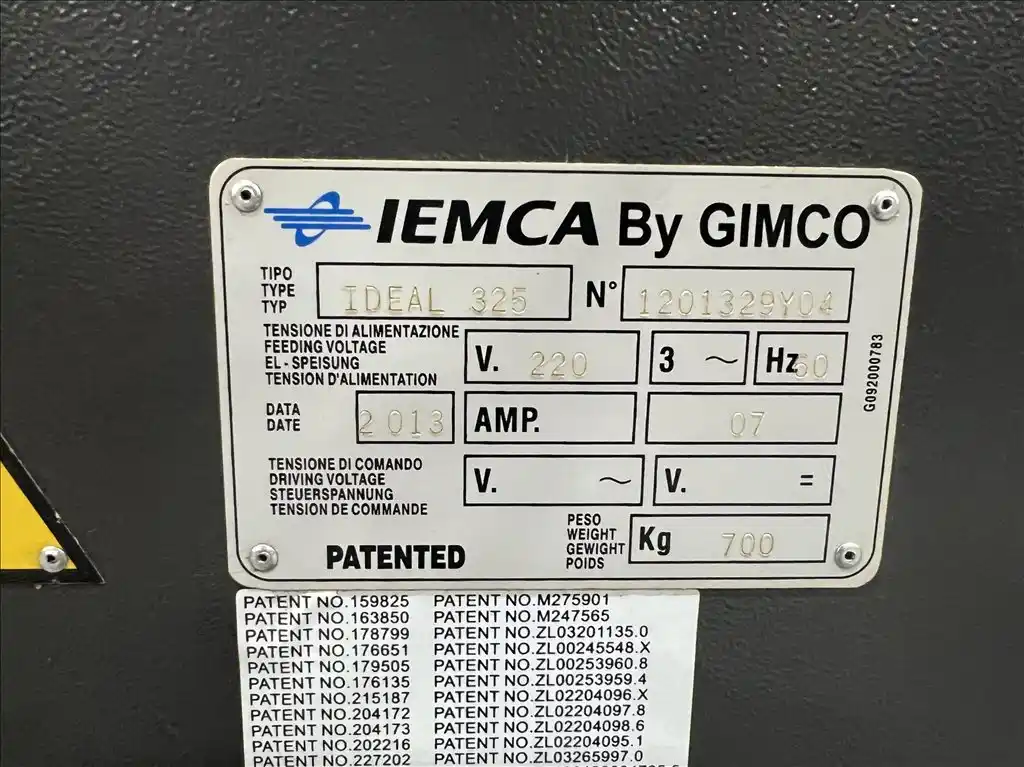 IEMCA By GIMCO
TIPO
TYPE
TYP
IDEAL 325
N° 1201329Y04
TENSIONE DI ALIMENTAZIONE
FEEDING VOLTAGE
EL - SPEISUNG
TENSION D'ALIMENTATION
V. 220
3 ~
Hz 60
DATA
DATE
2013
AMP.
07
TENSIONE DI COMANDO
DRIVING VOLTAGE
STEUERSPANNUNG
TENSION DE COMMANDE
V. ~
V. =
PATENTED
PESO
WEIGHT
GEWIGHT
POIDS
Kg 700
G092000783
PATENT NO.159825 PATENT NO.M275901
PATENT NO.163850 PATENT NO.M247565
PATENT NO.178799 PATENT NO.ZL03201135.0
PATENT NO.176651 PATENT NO.ZL00245548.X
PATENT NO.179505 PATENT NO.ZL00253960.8
PATENT NO.176135 PATENT NO.ZL00253959.4
PATENT NO.215187 PATENT NO.ZL02204096.X
PATENT NO.204172 PATENT NO.ZL02204097.8
PATENT NO.204173 PATENT NO.ZL02204098.6
PATENT NO.202216 PATENT NO.ZL02204095.1
PATENT NO.227202 PATENT NO.ZL03265997.0